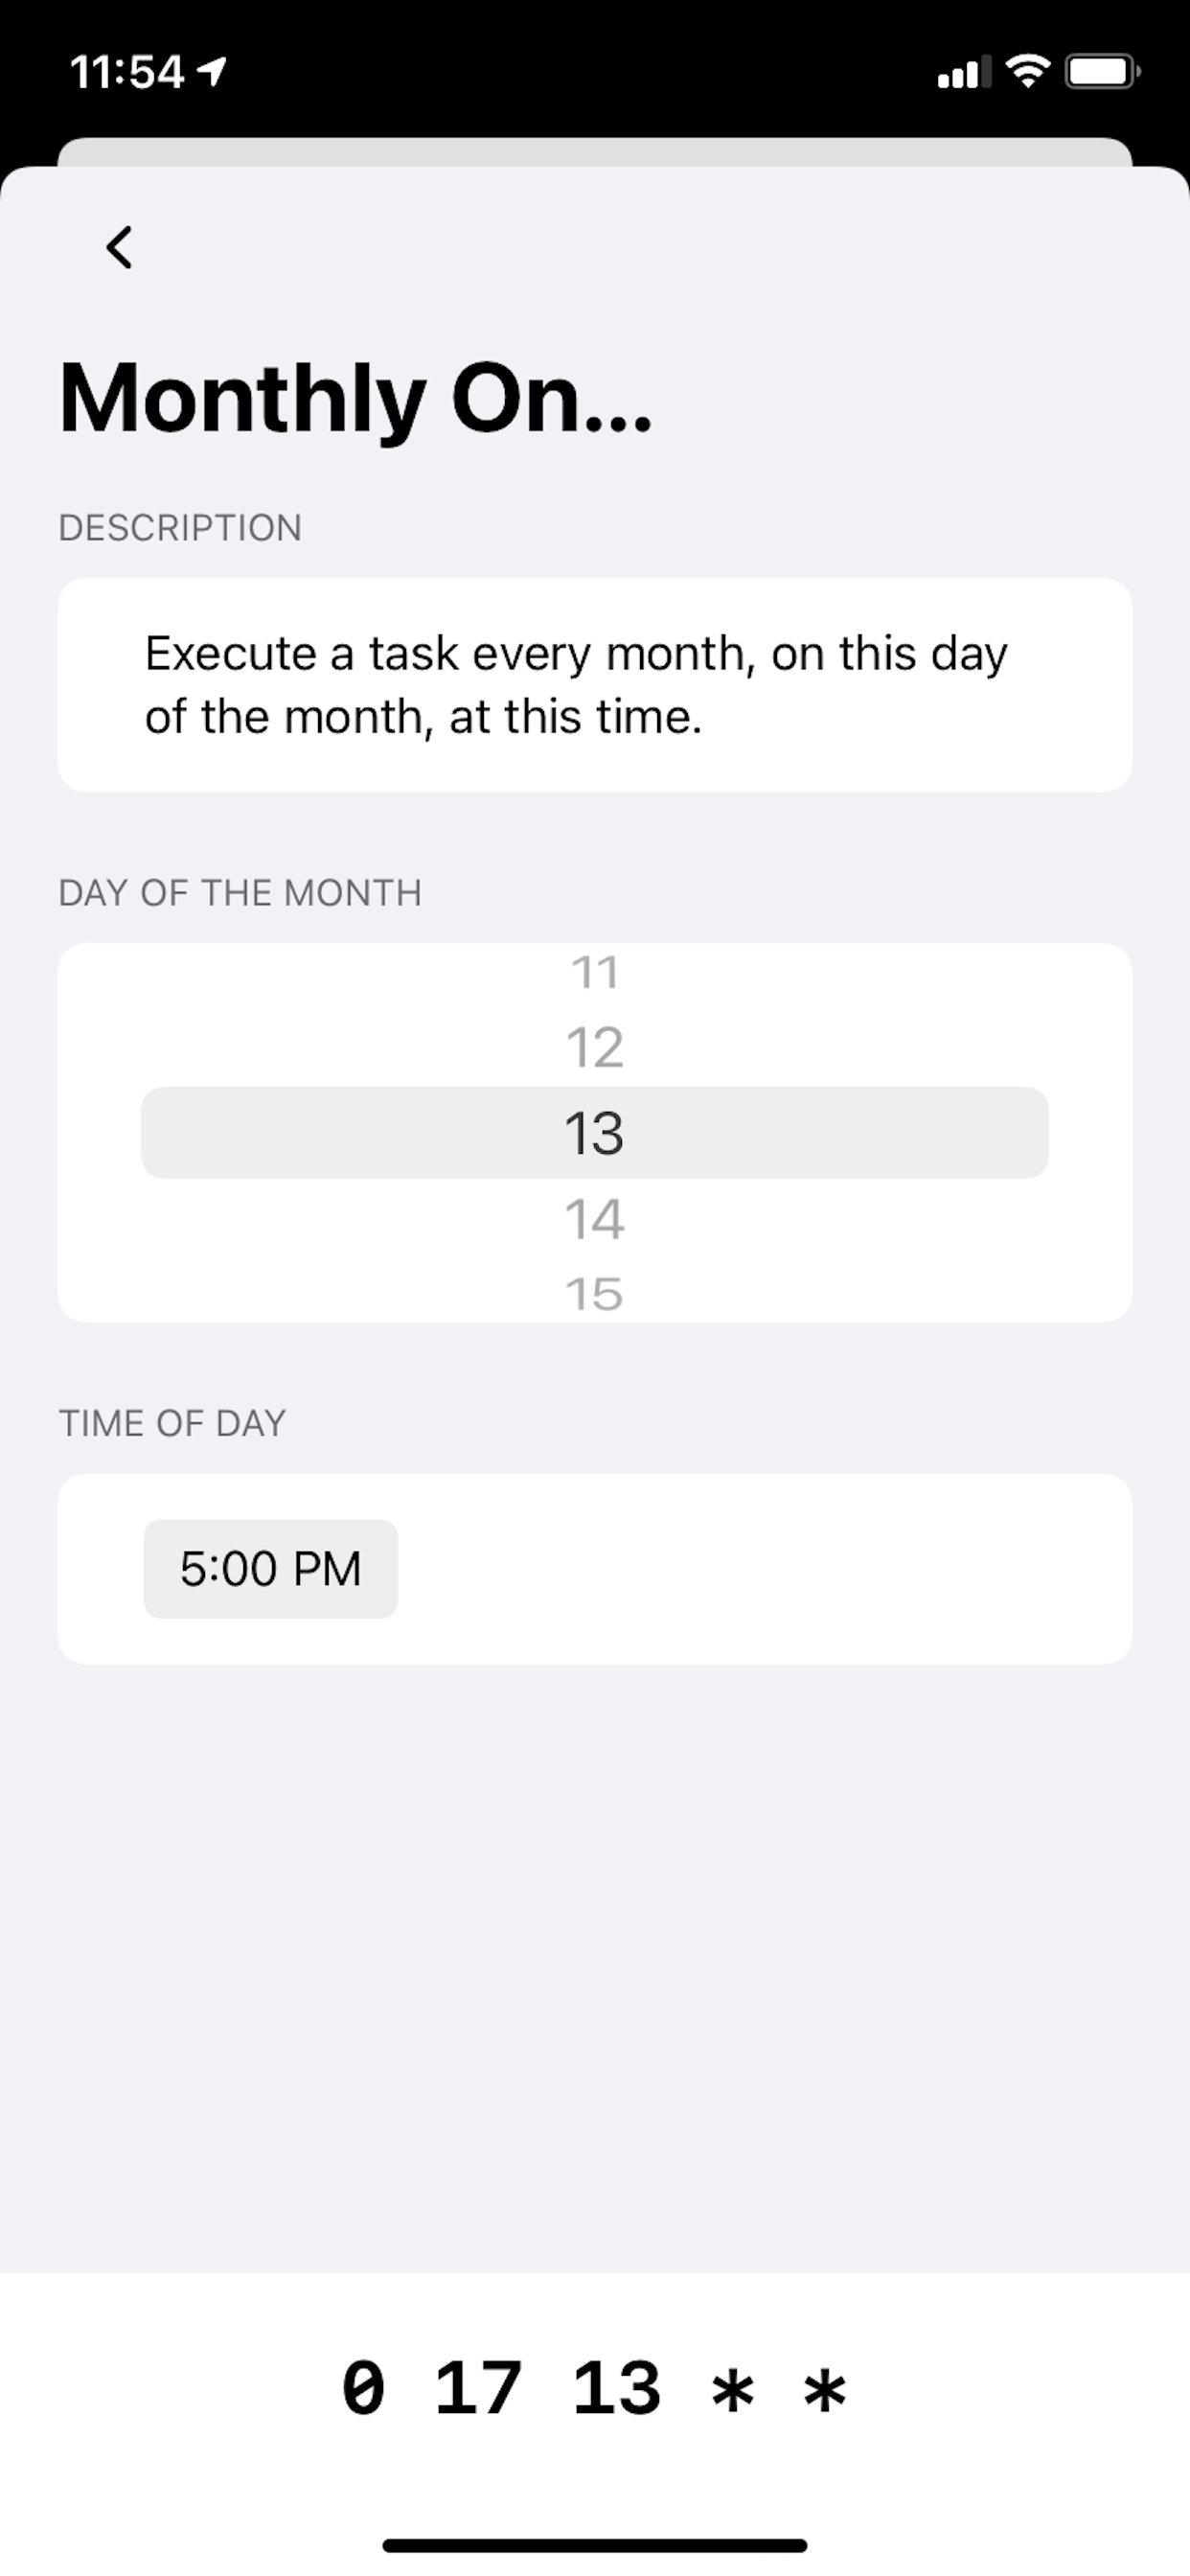 11:54
Monthly On...
DESCRIPTION
Execute a task every month, on this day
of the month, at this time.
DAY OF THE MONTH
11
12
13
14
15
TIME OF DAY
5:00 PM
0 17 13 * *